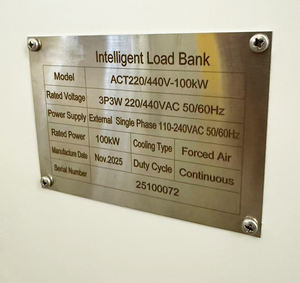 Intelligent Load Bank
Model ACT220/440V-100kW
Rated Voltage 3P3W 220/440VAC 50/60Hz
Power Supply External Single Phase 110-240VAC 50/60Hz
Rated Power 100kW Cooling Type Forced Air
Manufacture Date Nov.2025 Duty Cycle Continuous
Serial Number 25100072